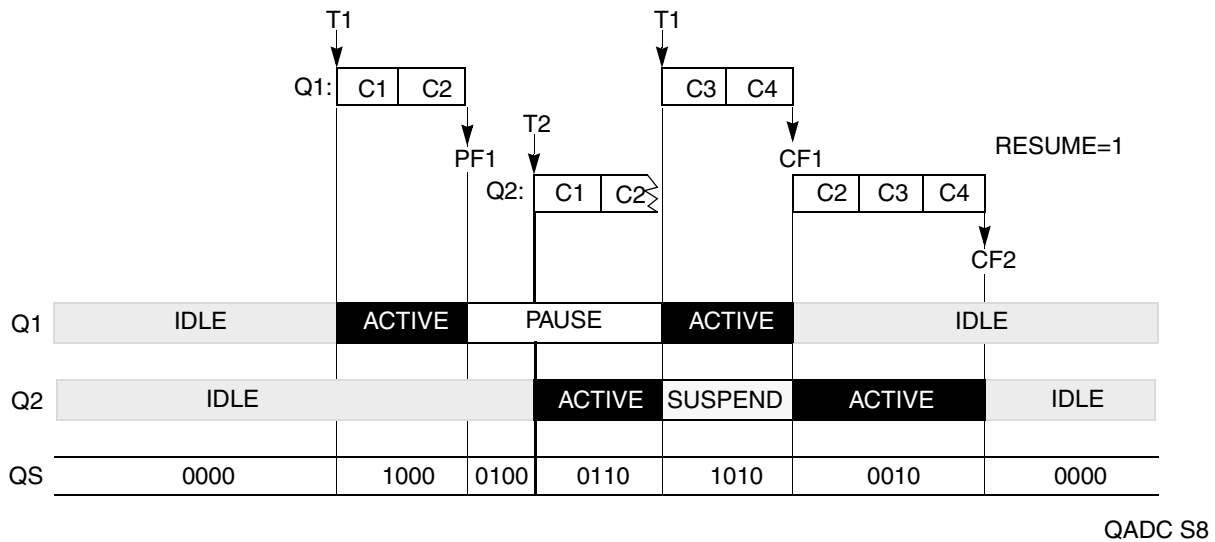 T1 T1
Q1: C1 C2 C3 C4
T2
PF1 CF1 RESUME=1
Q2: C1 C2 C2 C3 C4
CF2
Q1 IDLE ACTIVE PAUSE ACTIVE IDLE
Q2 IDLE ACTIVE SUSPEND ACTIVE IDLE
QS 0000 1000 0100 0110 1010 0010 0000
QADC S8